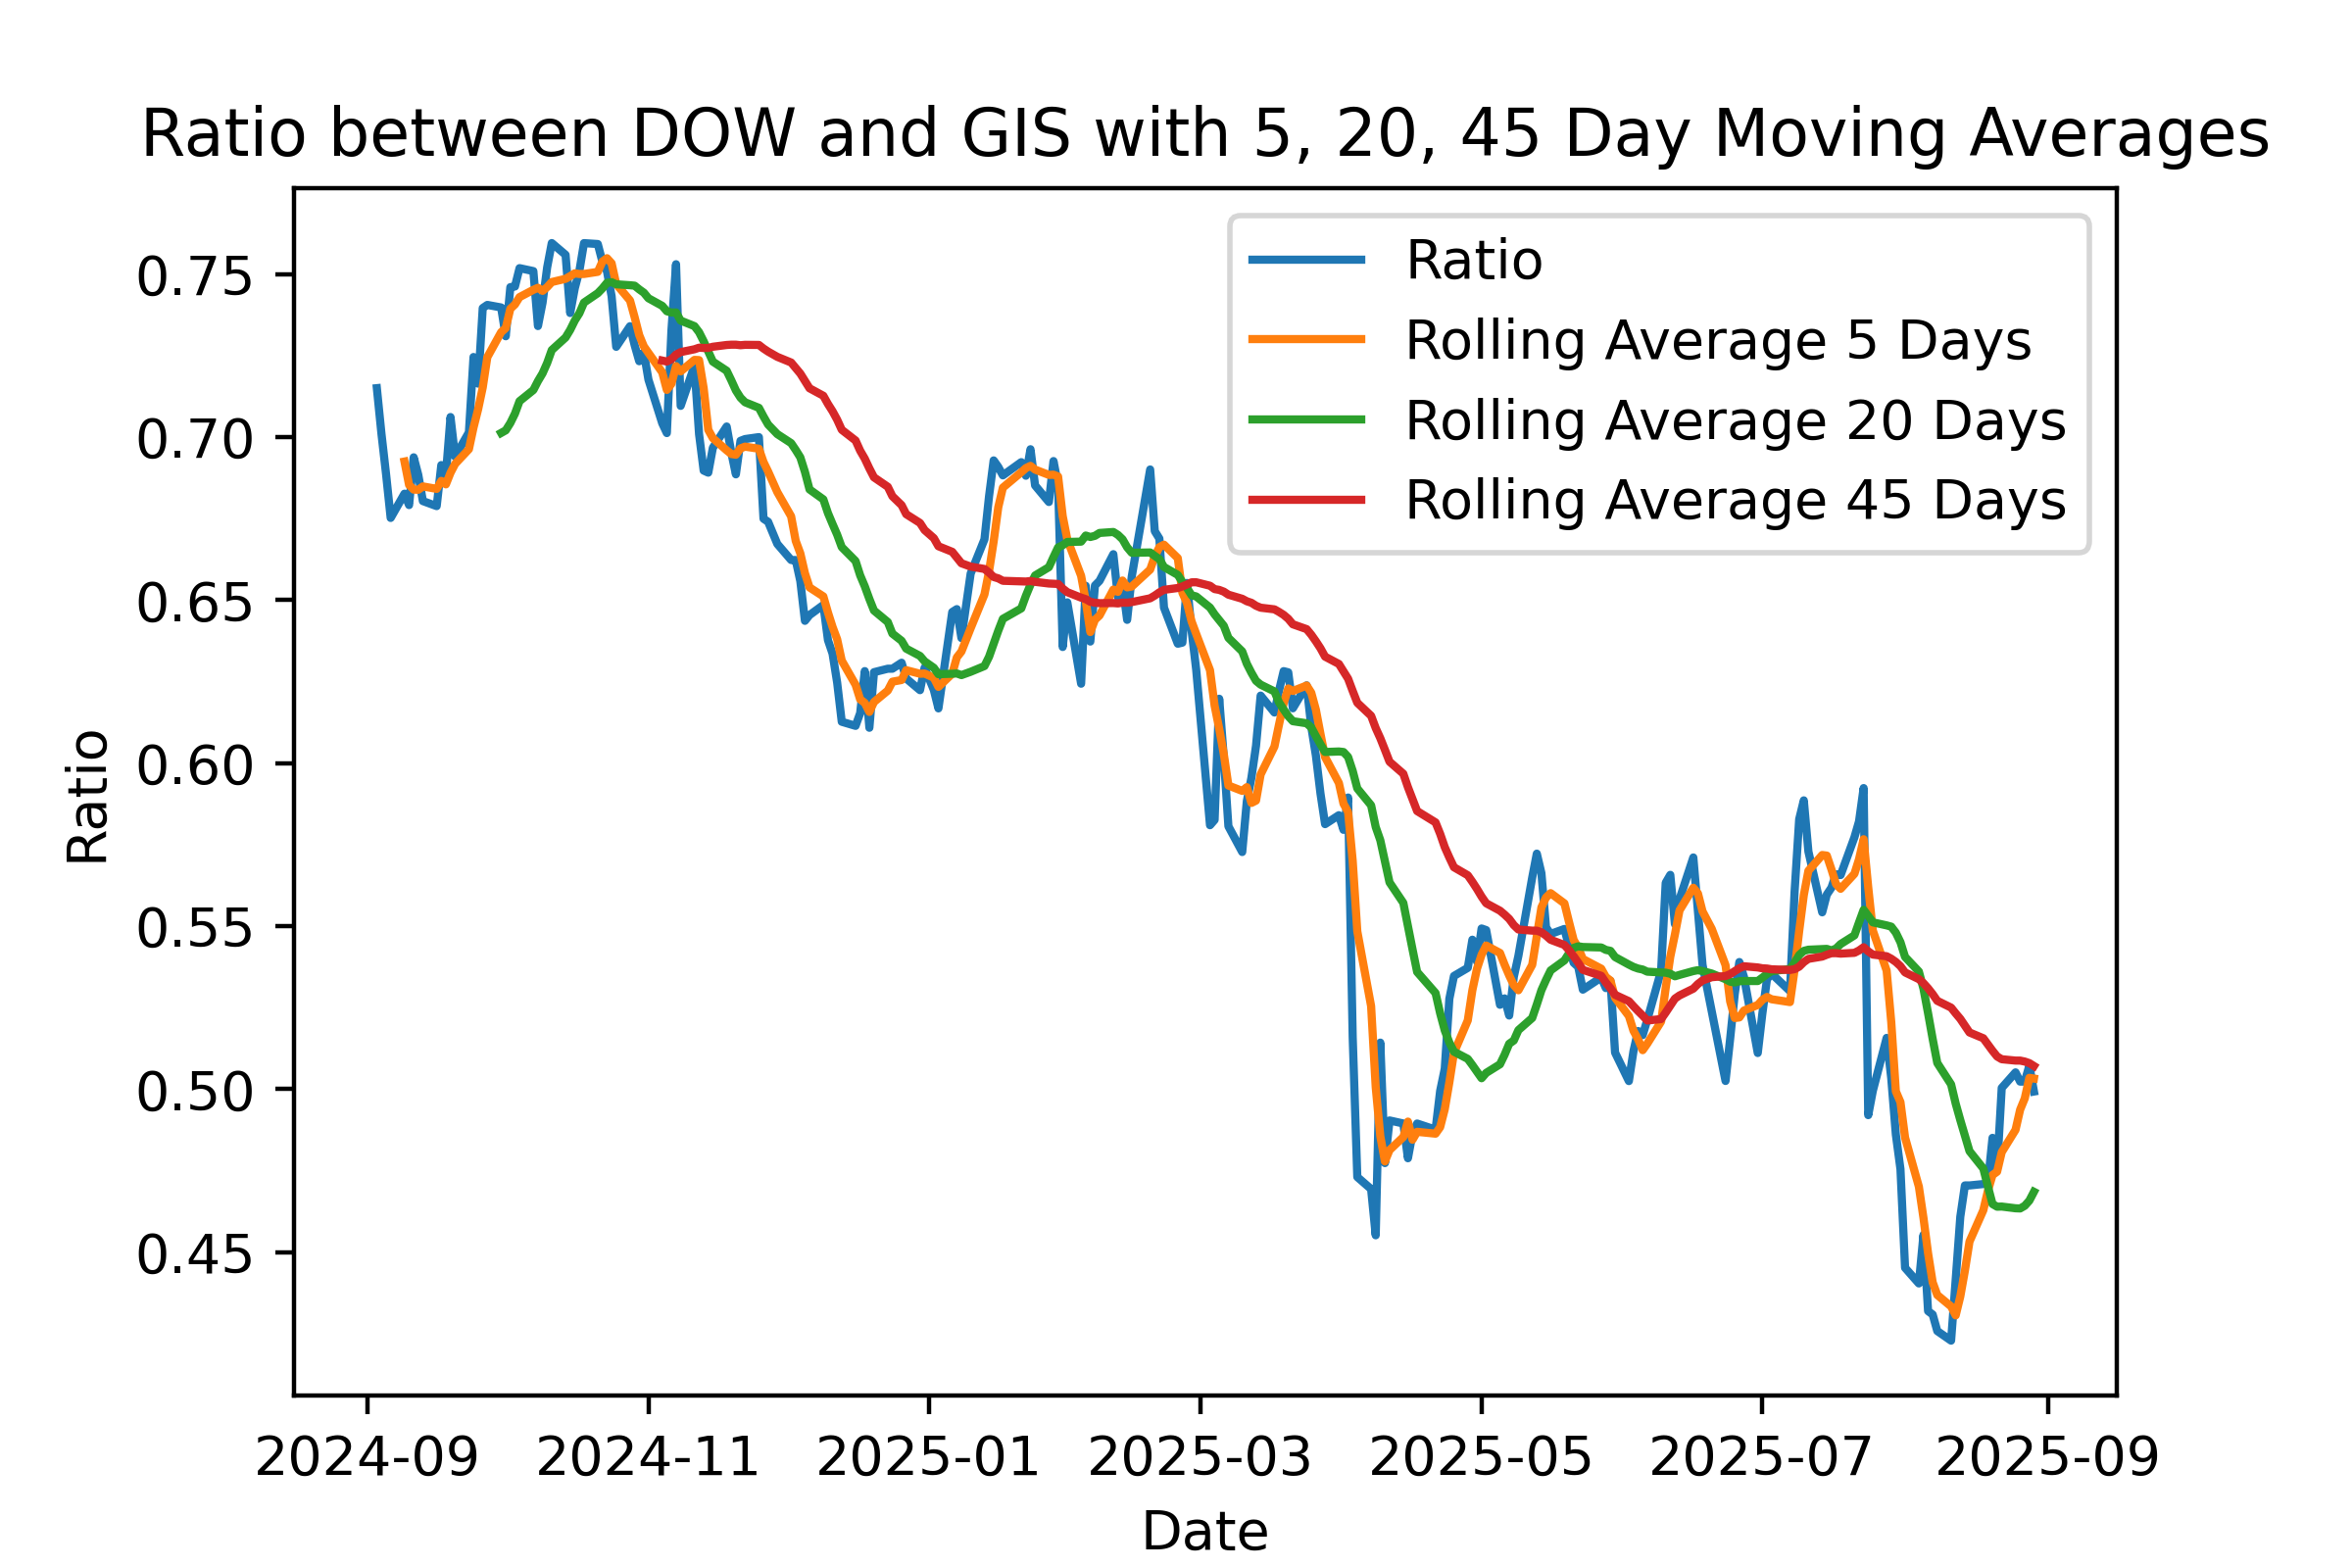 Ratio between DOW and GIS with 5, 20, 45 Day Moving Averages
Ratio
Rolling Average 5 Days
Rolling Average 20 Days
Rolling Average 45 Days
0.75
0.70
0.65
0.60
0.55
0.50
0.45
Ratio
2024-09 2024-11 2025-01 2025-03 2025-05 2025-07 2025-09
Date